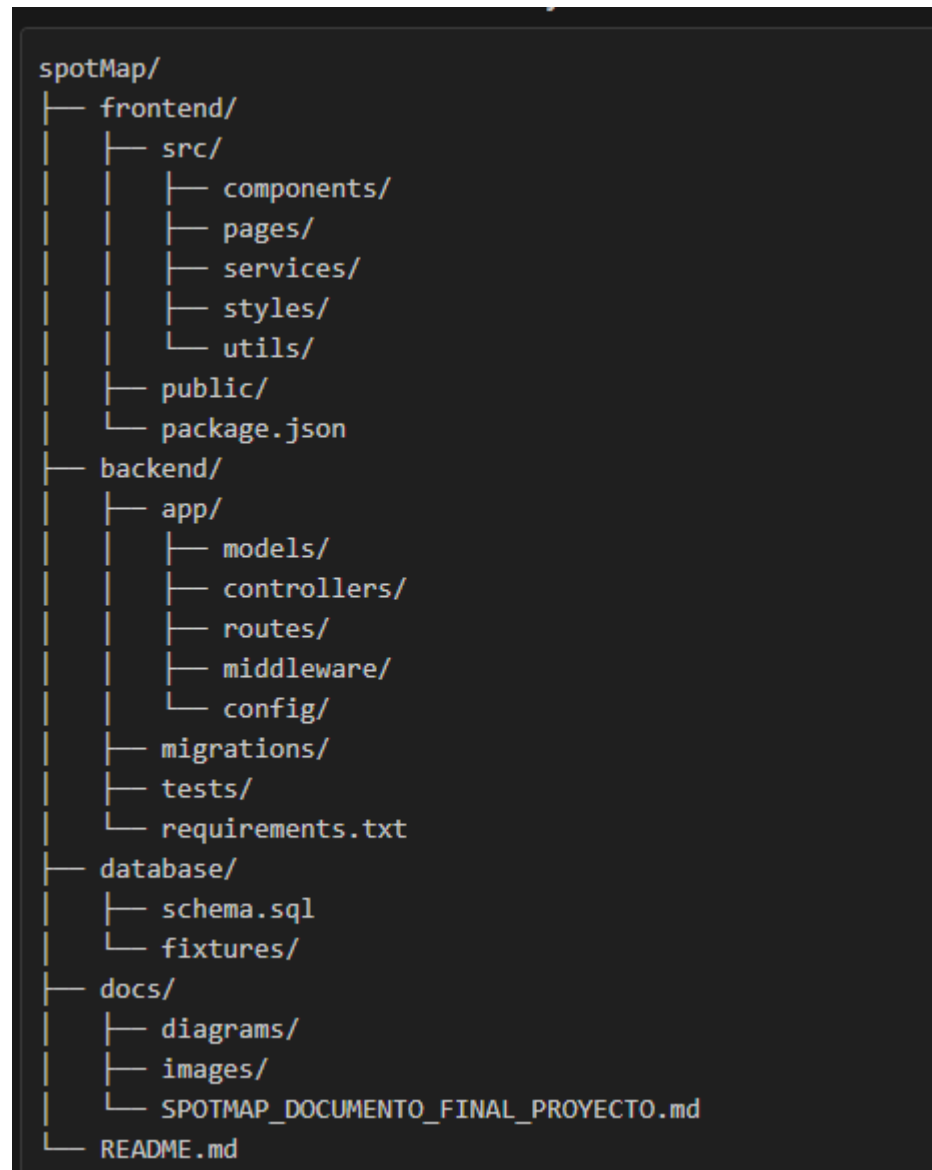 spotMap/
├── frontend/
│   ├── src/
│   │   ├── components/
│   │   ├── pages/
│   │   ├── services/
│   │   ├── styles/
│   │   └── utils/
│   ├── public/
│   └── package.json
├── backend/
│   ├── app/
│   │   ├── models/
│   │   ├── controllers/
│   │   ├── routes/
│   │   ├── middleware/
│   │   └── config/
│   ├── migrations/
│   ├── tests/
│   └── requirements.txt
├── database/
│   ├── schema.sql
│   └── fixtures/
├── docs/
│   ├── diagrams/
│   ├── images/
│   └── SPOTMAP_DOCUMENTO_FINAL_PROYECTO.md
└── README.md